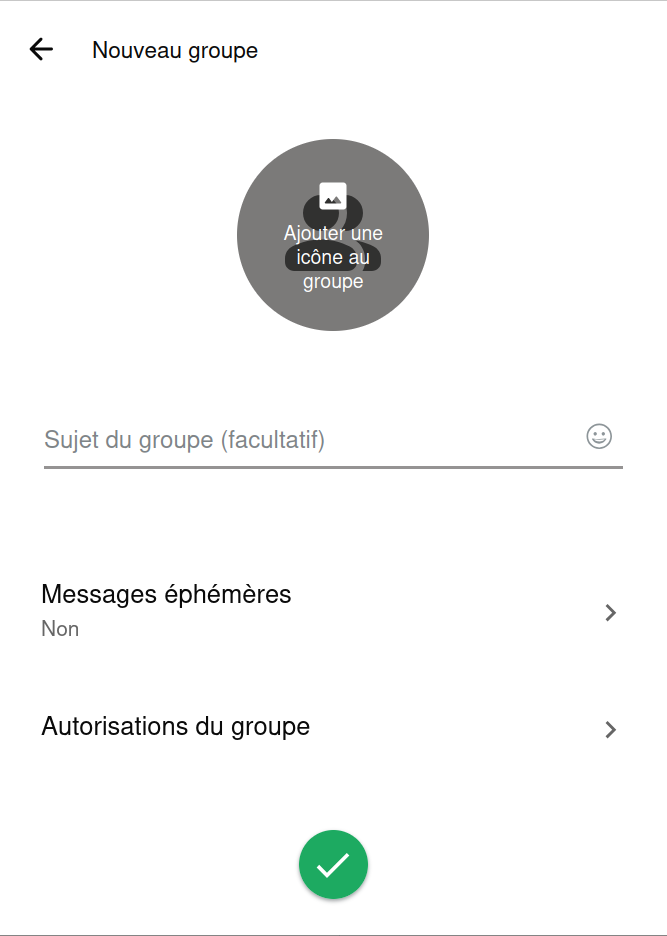 Nouveau groupe
Ajouter une
icône au
groupe
Sujet du groupe (facultatif)
Messages éphémères
Non
Autorisations du groupe